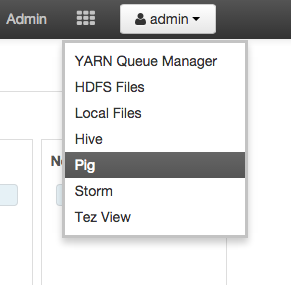 Admin
admin
YARN Queue Manager
HDFS Files
Local Files
Hive
Pig
Storm
Tez View